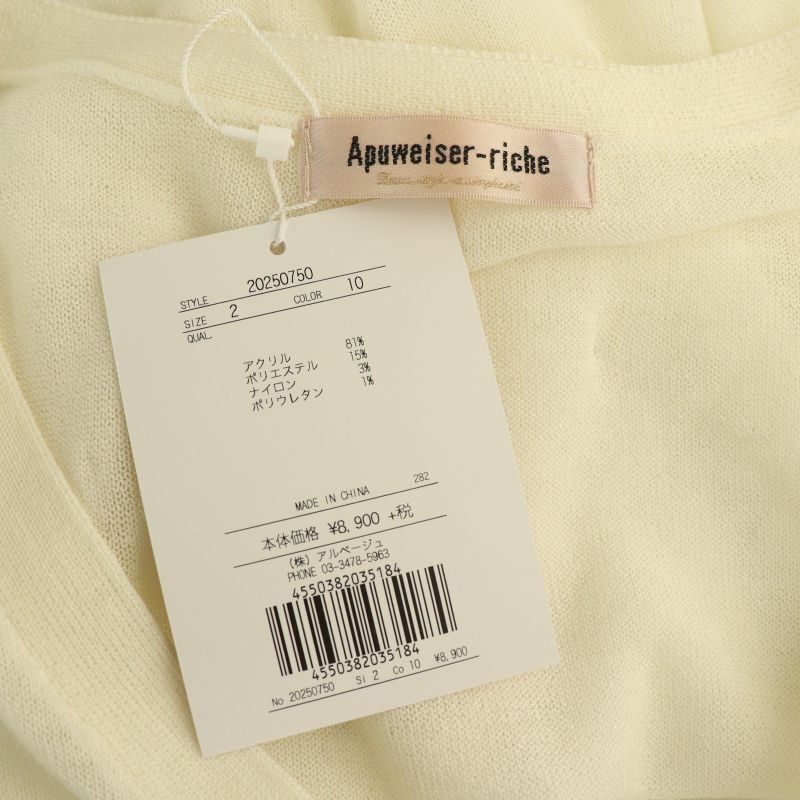 Apuweiser-riche
STYLE 20250750
SIZE 2 COLOR 10
QUAL.
アクリル 81%
ポリエステル 15%
ナイロン 3%
ポリウレタン 1%
282
MADE IN CHINA
本体価格 ¥8,900 +税
(株) アルページュ
PHONE 03-3478-5963
4550382035184
4550382035184
No 20250750 Si 2 Co 10 ¥8,900